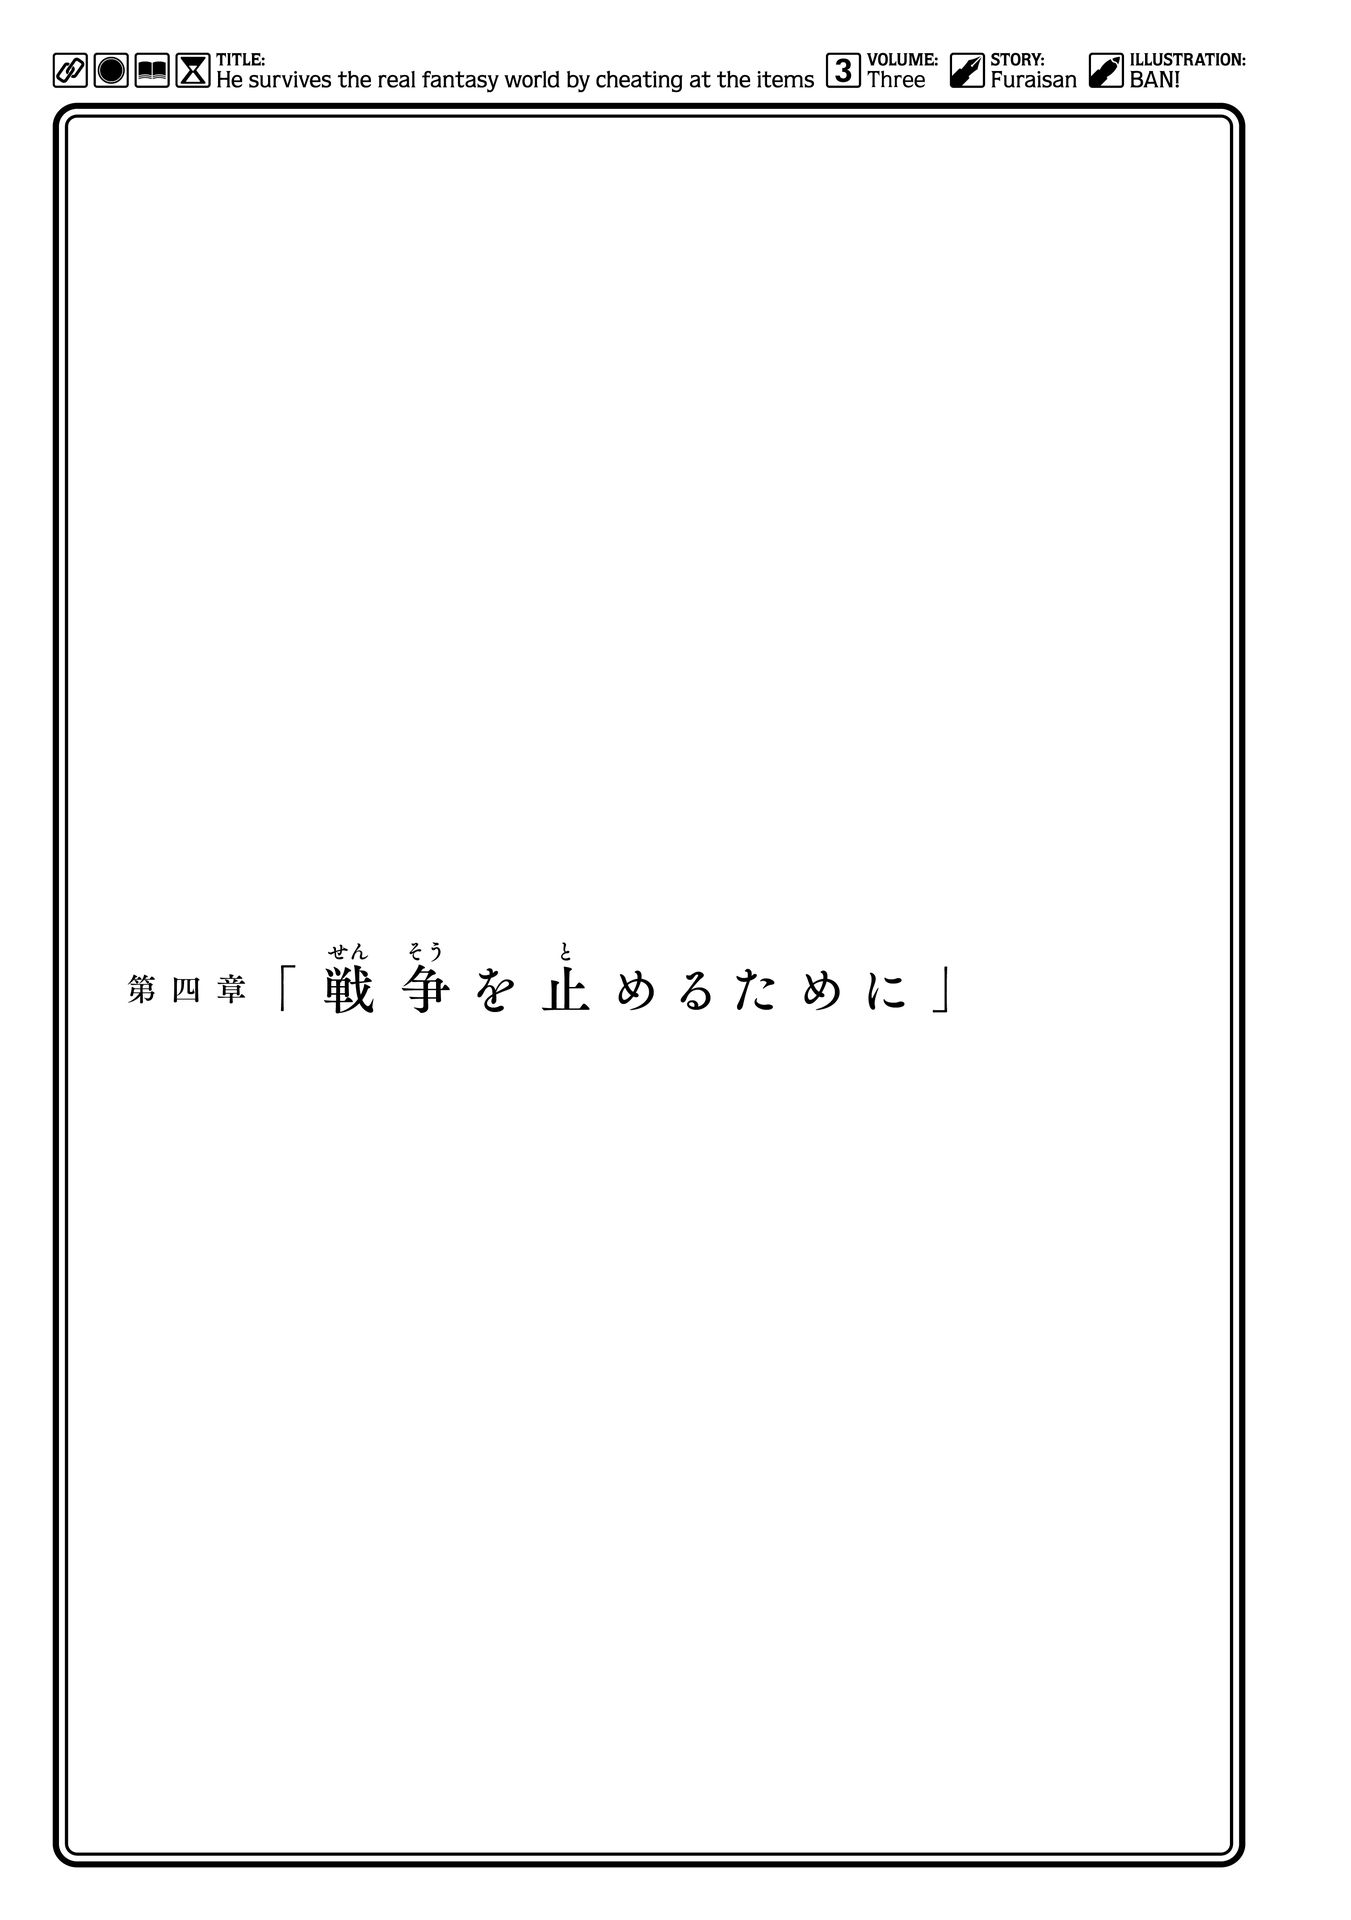 TITLE:
He survives the real fantasy world by cheating at the items
3
VOLUME:
Three
STORY:
Furaisan
ILLUSTRATION:
BAN!
第四章「戦争を止めるために」
せんそうと